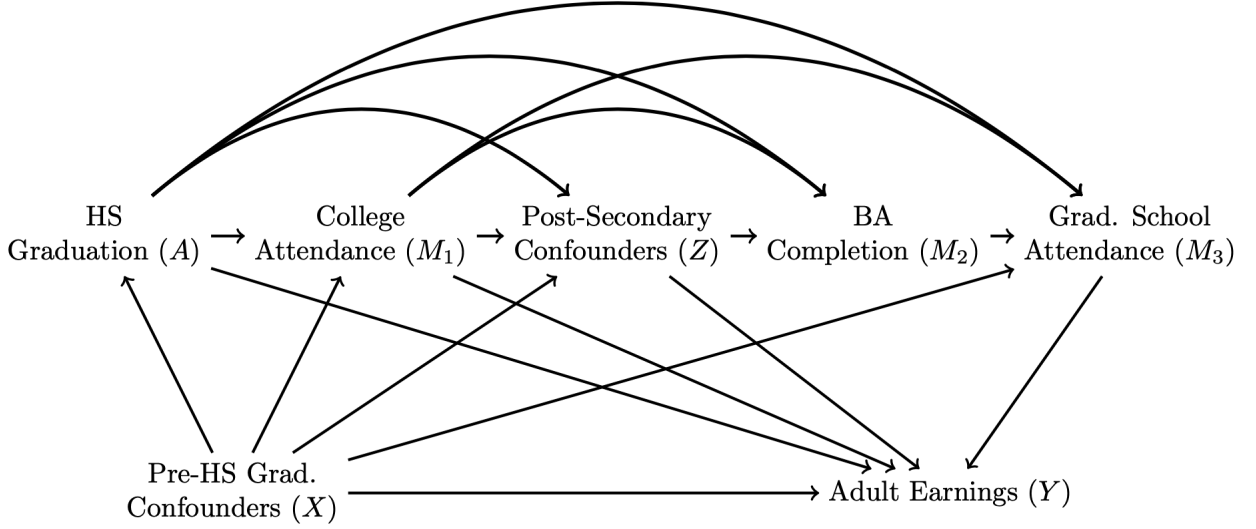 HS
Graduation (A)
College
Attendance (M₁)
Post-Secondary
Confounders (Z)
BA
Completion (M₂)
Grad. School
Attendance (M₃)
Pre-HS Grad.
Confounders (X)
Adult Earnings (Y)